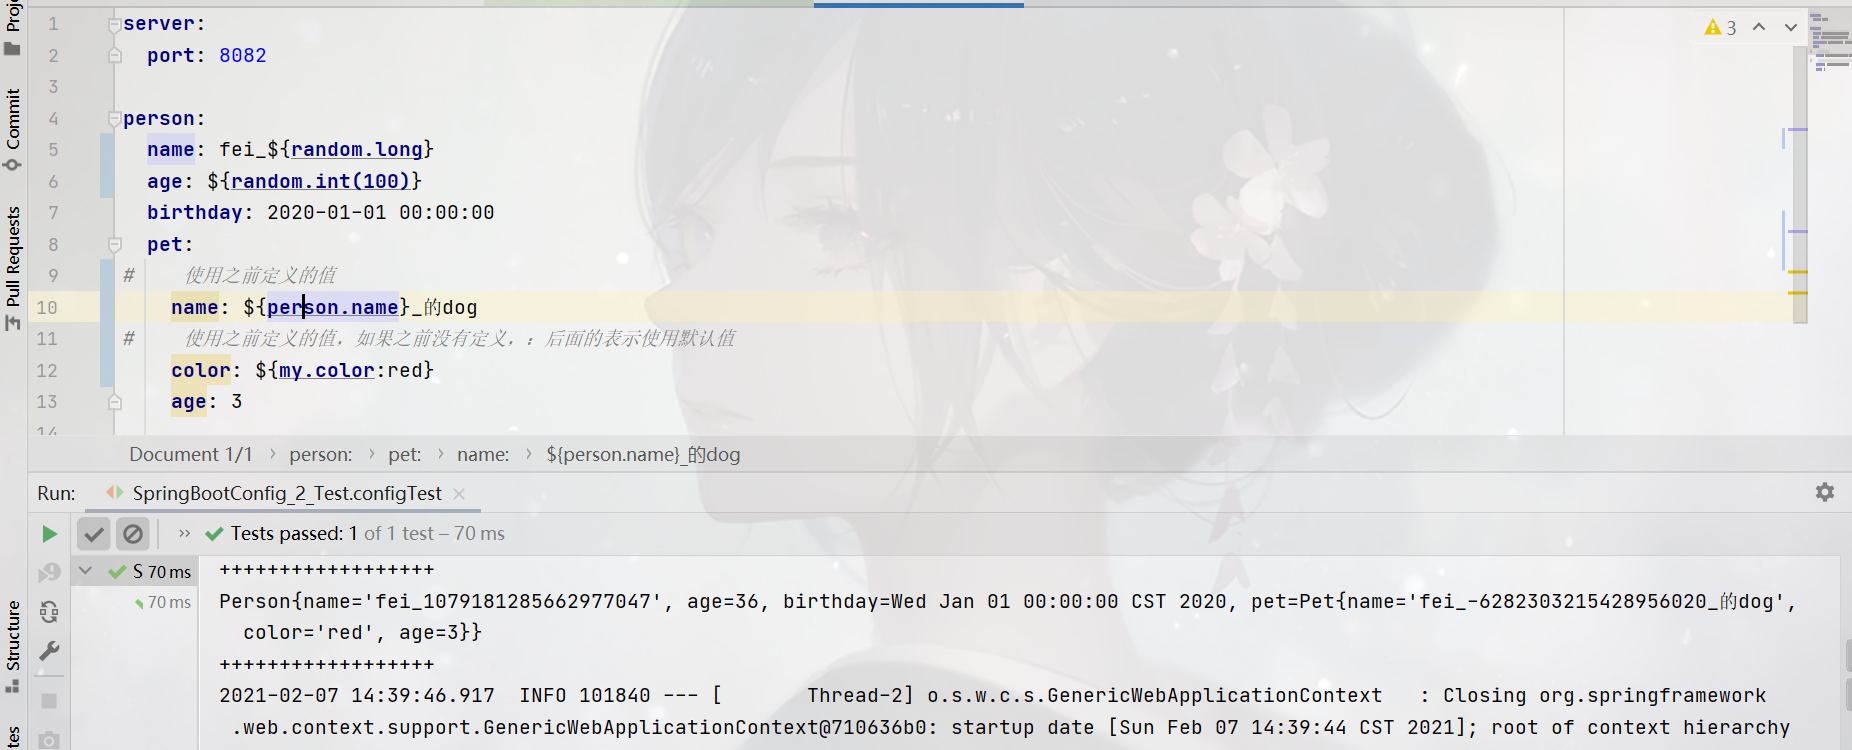 Proj
Commit
Pull Requests
Structure
tes
1 server:
2 port: 8082
3
4 person:
5 name: fei_${random.long}
6 age: ${random.int(100)}
7 birthday: 2020-01-01 00:00:00
8 pet:
9 # 使用之前定义的值
10 name: ${person.name}_的dog
11 # 使用之前定义的值，如果之前没有定义，：后面的表示使用默认值
12 color: ${my.color:red}
13 age: 3
14
3
Document 1/1 › person: › pet: › name: › ${person.name}_的dog
Run: SpringBootConfig_2_Test.configTest
Tests passed: 1 of 1 test – 70 ms
S 70 ms
70 ms
++++++++++++++++++
Person{name='fei_1079181285662977047', age=36, birthday=Wed Jan 01 00:00:00 CST 2020, pet=Pet{name='fei_-6282303215428956020_的dog',
color='red', age=3}}
++++++++++++++++++
2021-02-07 14:39:46.917 INFO 101840 --- [ Thread-2] o.s.w.c.s.GenericWebApplicationContext : Closing org.springframework
.web.context.support.GenericWebApplicationContext@710636b0: startup date [Sun Feb 07 14:39:44 CST 2021]; root of context hierarchy